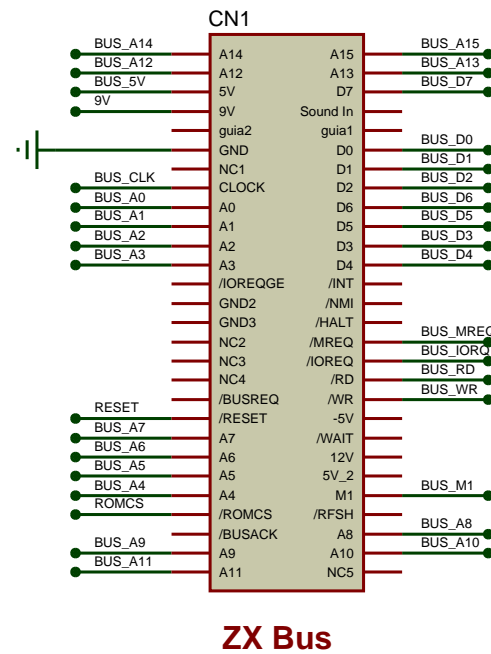 CN1
BUS_A14 A14 A15 BUS_A15
BUS_A12 A12 A13 BUS_A13
BUS_5V 5V D7 BUS_D7
9V 9V Sound In
guia2 guia1
GND D0 BUS_D0
NC1 D1 BUS_D1
BUS_CLK CLOCK D2 BUS_D2
BUS_A0 A0 D6 BUS_D6
BUS_A1 A1 D5 BUS_D5
BUS_A2 A2 D3 BUS_D3
BUS_A3 A3 D4 BUS_D4
/IOREQGE /INT
GND2 /NMI
GND3 /HALT
NC2 /MREQ BUS_MREQ
NC3 /IOREQ BUS_IORQ
NC4 /RD BUS_RD
/BUSREQ /WR BUS_WR
RESET /RESET -5V
BUS_A7 A7 /WAIT
BUS_A6 A6 12V
BUS_A5 A5 5V_2
BUS_A4 A4 M1 BUS_M1
ROMCS /ROMCS /RFSH
/BUSACK A8 BUS_A8
BUS_A9 A9 A10 BUS_A10
BUS_A11 A11 NC5
ZX Bus